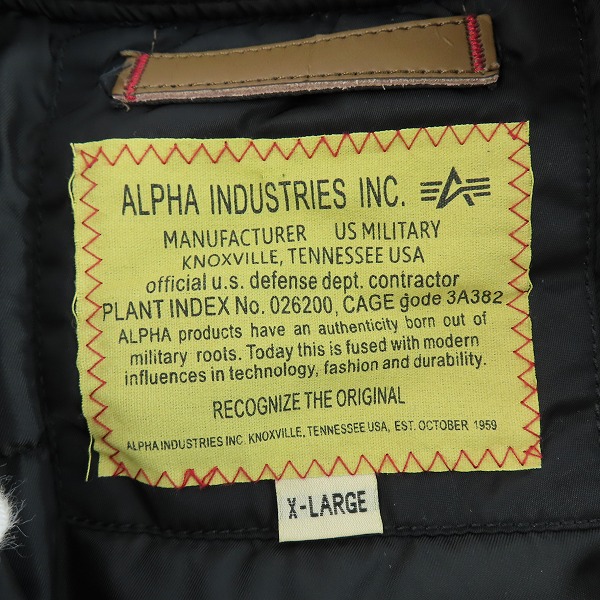 ALPHA INDUSTRIES INC.
MANUFACTURER US MILITARY
KNOXVILLE, TENNESSEE USA
official u.s. defense dept. contractor
PLANT INDEX No. 026200, CAGE gode 3A382
ALPHA products have an authenticity born out of
military roots. Today this is fused with modern
influences in technology, fashion and durability.
RECOGNIZE THE ORIGINAL
ALPHA INDUSTRIES INC. KNOXVILLE, TENNESSEE USA, EST. OCTOBER 1959
X-LARGE